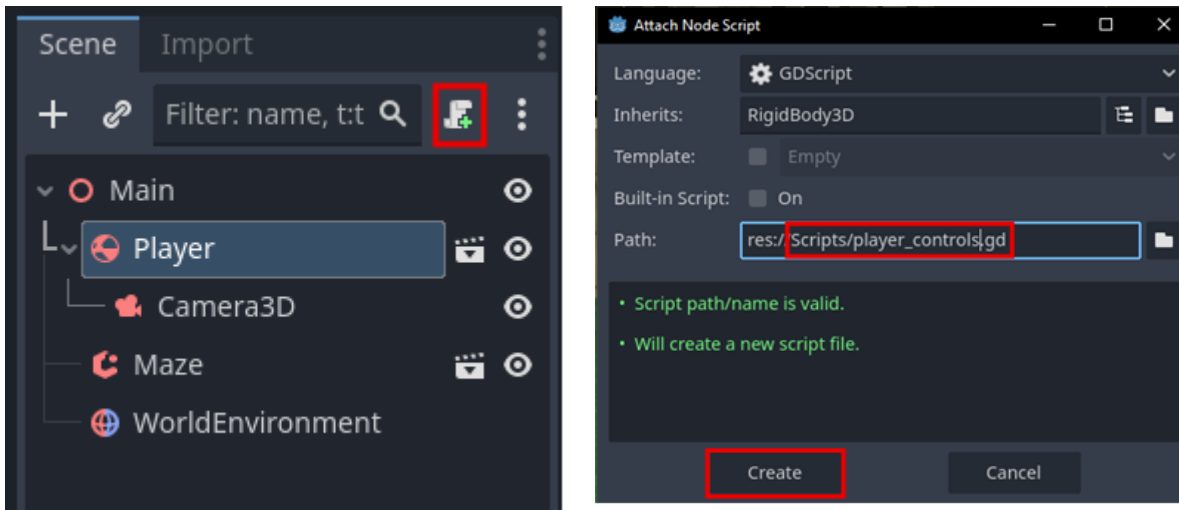 Scene Import
Filter: name, t:t
Main
Player
Camera3D
Maze
WorldEnvironment
Attach Node Script
Language: GDScript
Inherits: RigidBody3D
Template: Empty
Built-in Script: On
Path: res://Scripts/player_controls.gd
• Script path/name is valid.
• Will create a new script file.
Create Cancel